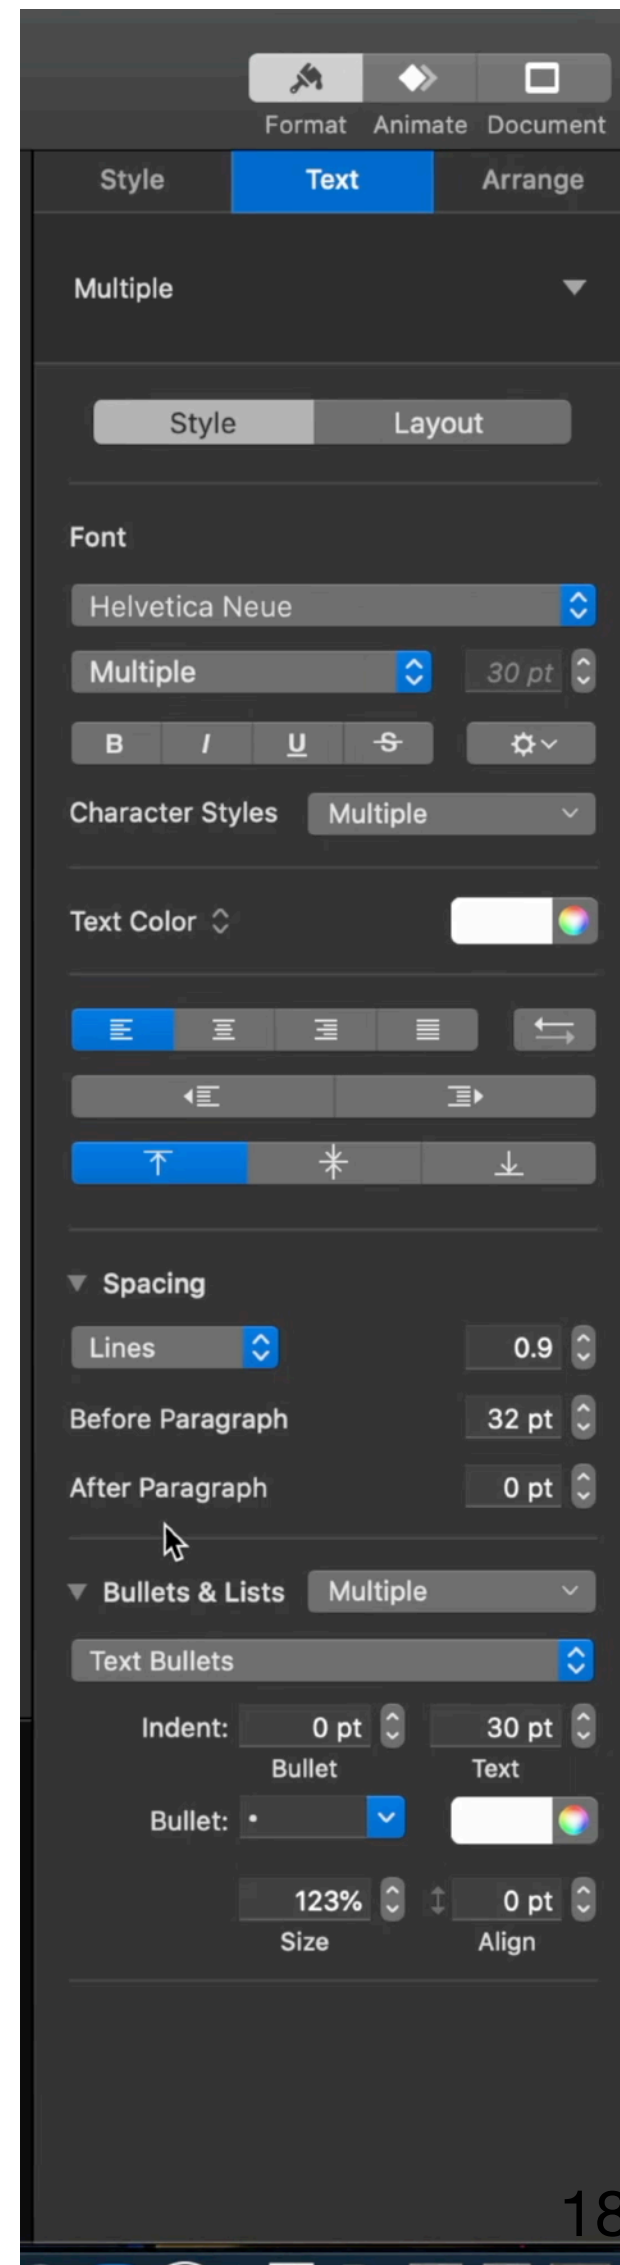 Format Animate Document
Style Text Arrange
Multiple
Style Layout
Font
Helvetica Neue
Multiple 30 pt
B I U S
Character Styles Multiple
Text Color
Spacing
Lines 0.9
Before Paragraph 32 pt
After Paragraph 0 pt
Bullets & Lists Multiple
Text Bullets
Indent: 0 pt 30 pt
Bullet Text
Bullet: •
123% 0 pt
Size Align
18